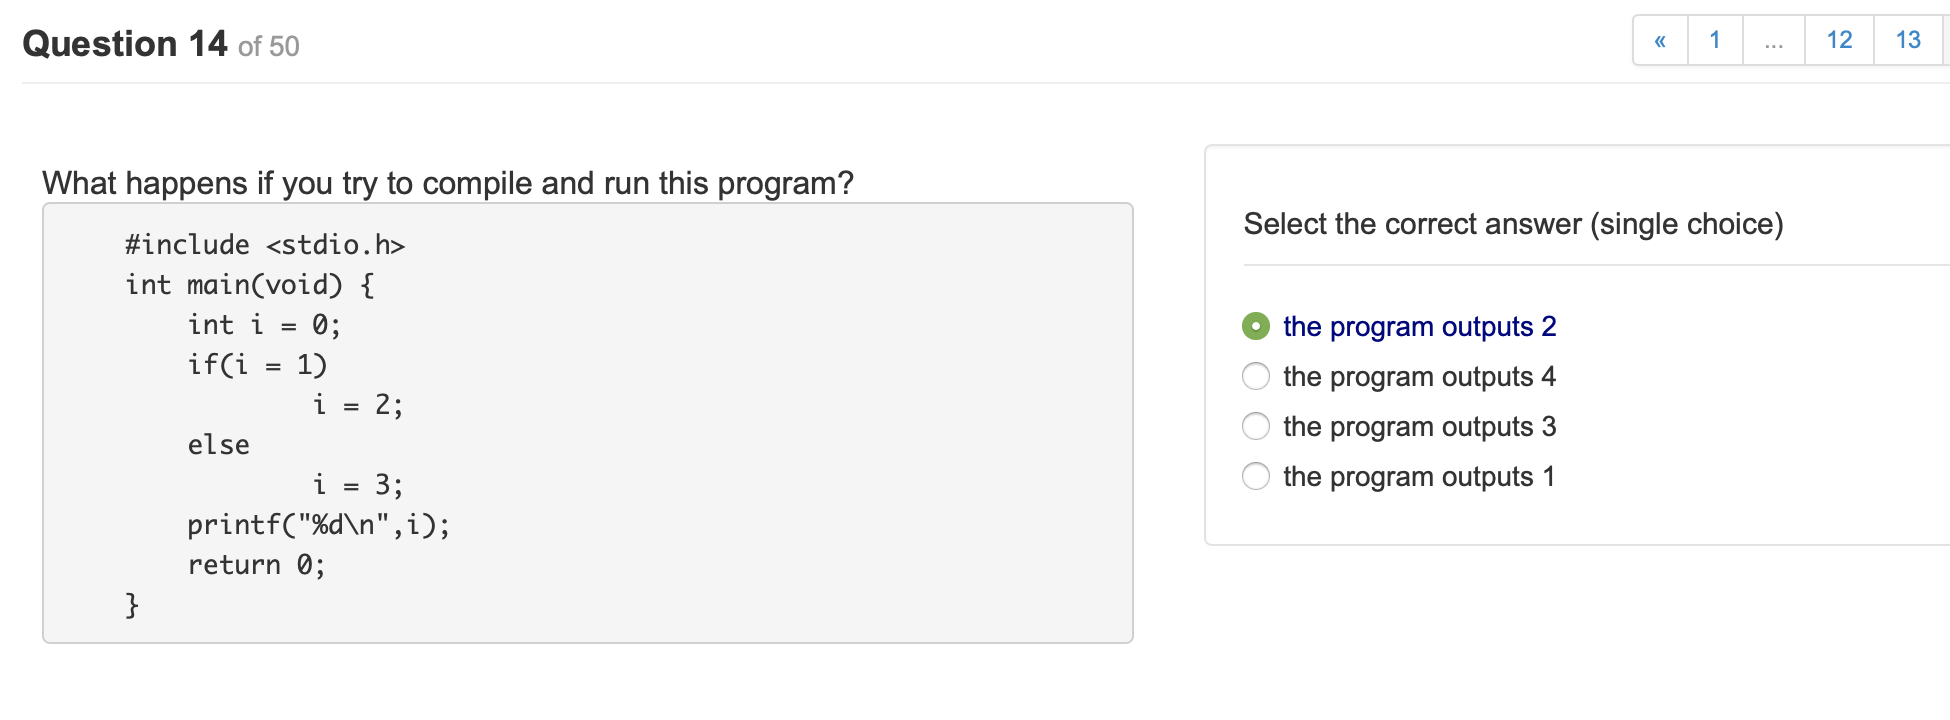 Question 14 of 50
« 1 ... 12 13
What happens if you try to compile and run this program?
#include <stdio.h>
int main(void) {
    int i = 0;
    if(i = 1)
            i = 2;
    else
            i = 3;
    printf("%d\n",i);
    return 0;
}
Select the correct answer (single choice)
the program outputs 2
the program outputs 4
the program outputs 3
the program outputs 1